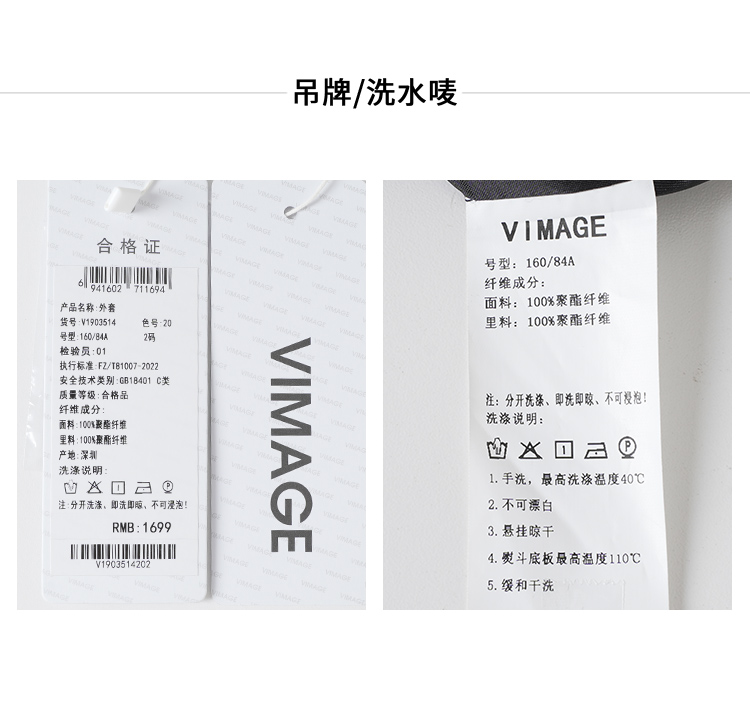 吊牌/洗水唛
合格证
6 941602 711694
产品名称:外套
货号:V1903514 色号:20
号型:160/84A 2码
检验员:01
执行标准:FZ/T81007-2022
安全技术类别:GB18401 C类
质量等级:合格品
纤维成分:
面料:100%聚酯纤维
里料:100%聚酯纤维
产地:深圳
洗涤说明:
注:分开洗涤、即洗即晾、不可浸泡!
RMB:1699
V1903514202
VIMAGE
VIMAGE
号型: 160/84A
纤维成分:
面料: 100%聚酯纤维
里料: 100%聚酯纤维
注: 分开洗涤、即洗即晾、不可浸泡!
洗涤说明:
1.手洗, 最高洗涤温度40℃
2.不可漂白
3.悬挂晾干
4.熨斗底板最高温度110℃
5.缓和干洗